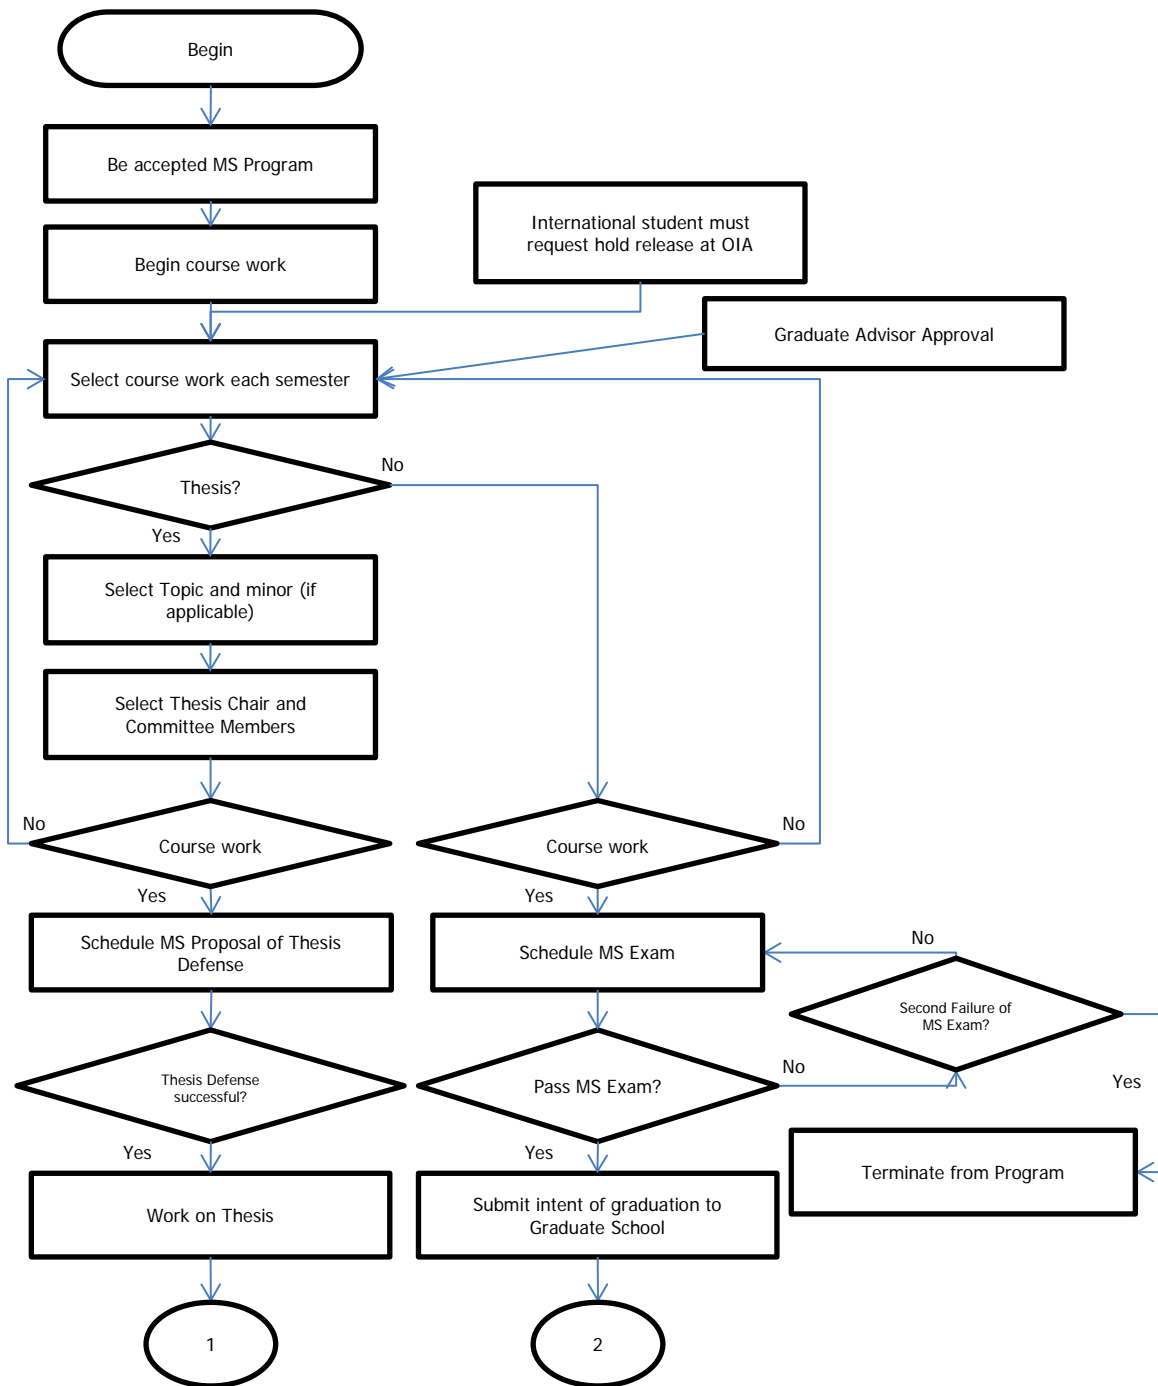 Begin
Be accepted MS Program
International student must
request hold release at OIA
Begin course work
Graduate Advisor Approval
Select course work each semester
No
Thesis?
Yes
Select Topic and minor (if
applicable)
Select Thesis Chair and
Committee Members
No
Course work
Course work
No
Yes
Yes
Schedule MS Proposal of Thesis
Defense
Schedule MS Exam
No
Second Failure of
MS Exam?
Thesis Defense
successful?
Pass MS Exam?
No
Yes
Yes
Yes
Terminate from Program
Work on Thesis
Submit intent of graduation to
Graduate School
1
2